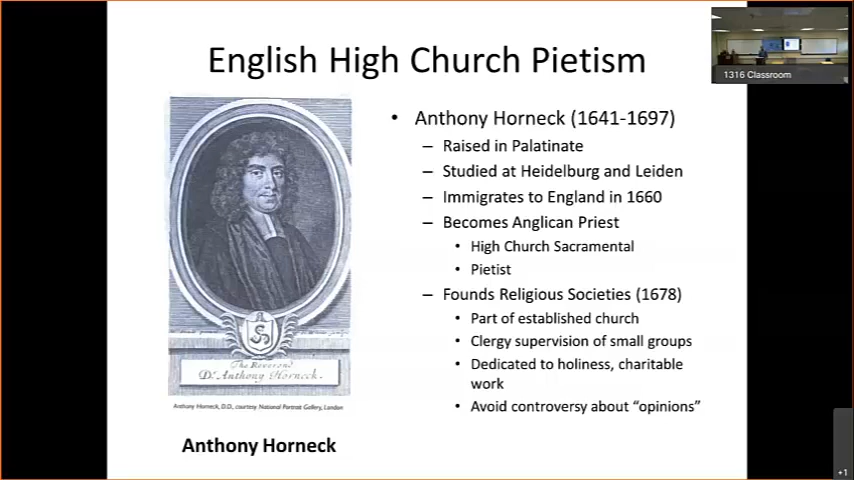 English High Church Pietism
1316 Classroom
• Anthony Horneck (1641-1697)
– Raised in Palatinate
– Studied at Heidelburg and Leiden
– Immigrates to England in 1660
– Becomes Anglican Priest
• High Church Sacramental
• Pietist
– Founds Religious Societies (1678)
• Part of established church
• Clergy supervision of small groups
• Dedicated to holiness, charitable
work
• Avoid controversy about “opinions”
The Reverend
Dr. Anthony Horneck.
Anthony Horneck, D.D., courtesy National Portrait Gallery, London
Anthony Horneck
+1